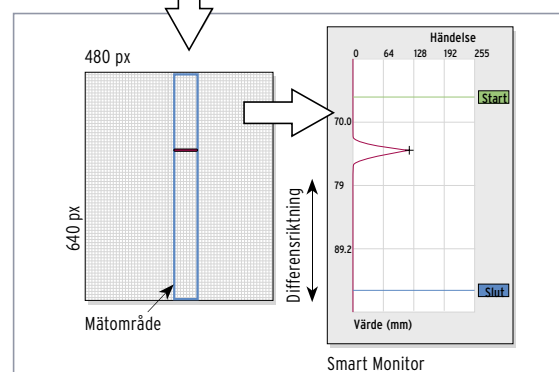 Händelse
480 px
0 64 128 192 255
Start
70.0
79
640 px
Differensriktning
89.2
Slut
Mätområde
Värde (mm)
Smart Monitor